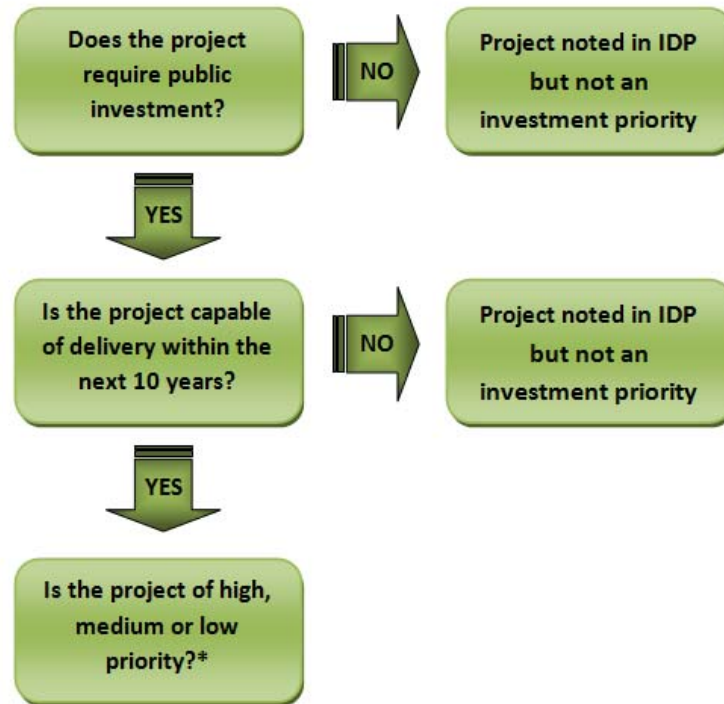 Does the project
require public
investment?
NO
Project noted in IDP
but not an
investment priority
YES
Is the project capable
of delivery within the
next 10 years?
NO
Project noted in IDP
but not an
investment priority
YES
Is the project of high,
medium or low
priority?*